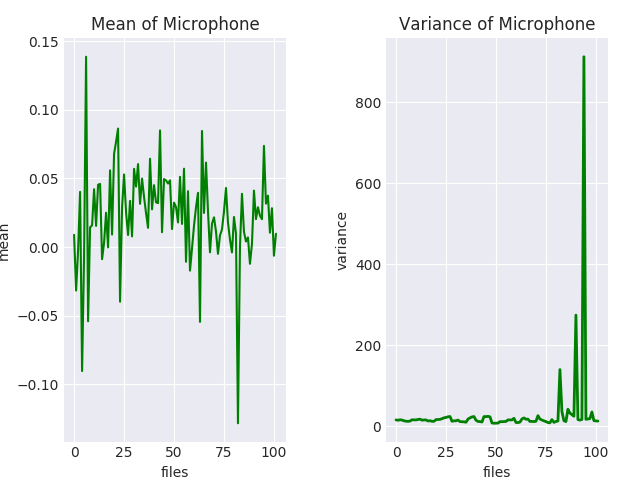 Mean of Microphone
0.15
0.10
0.05
0.00
−0.05
−0.10
mean
0 25 50 75 100
files
Variance of Microphone
800
600
400
200
0
variance
0 25 50 75 100
files